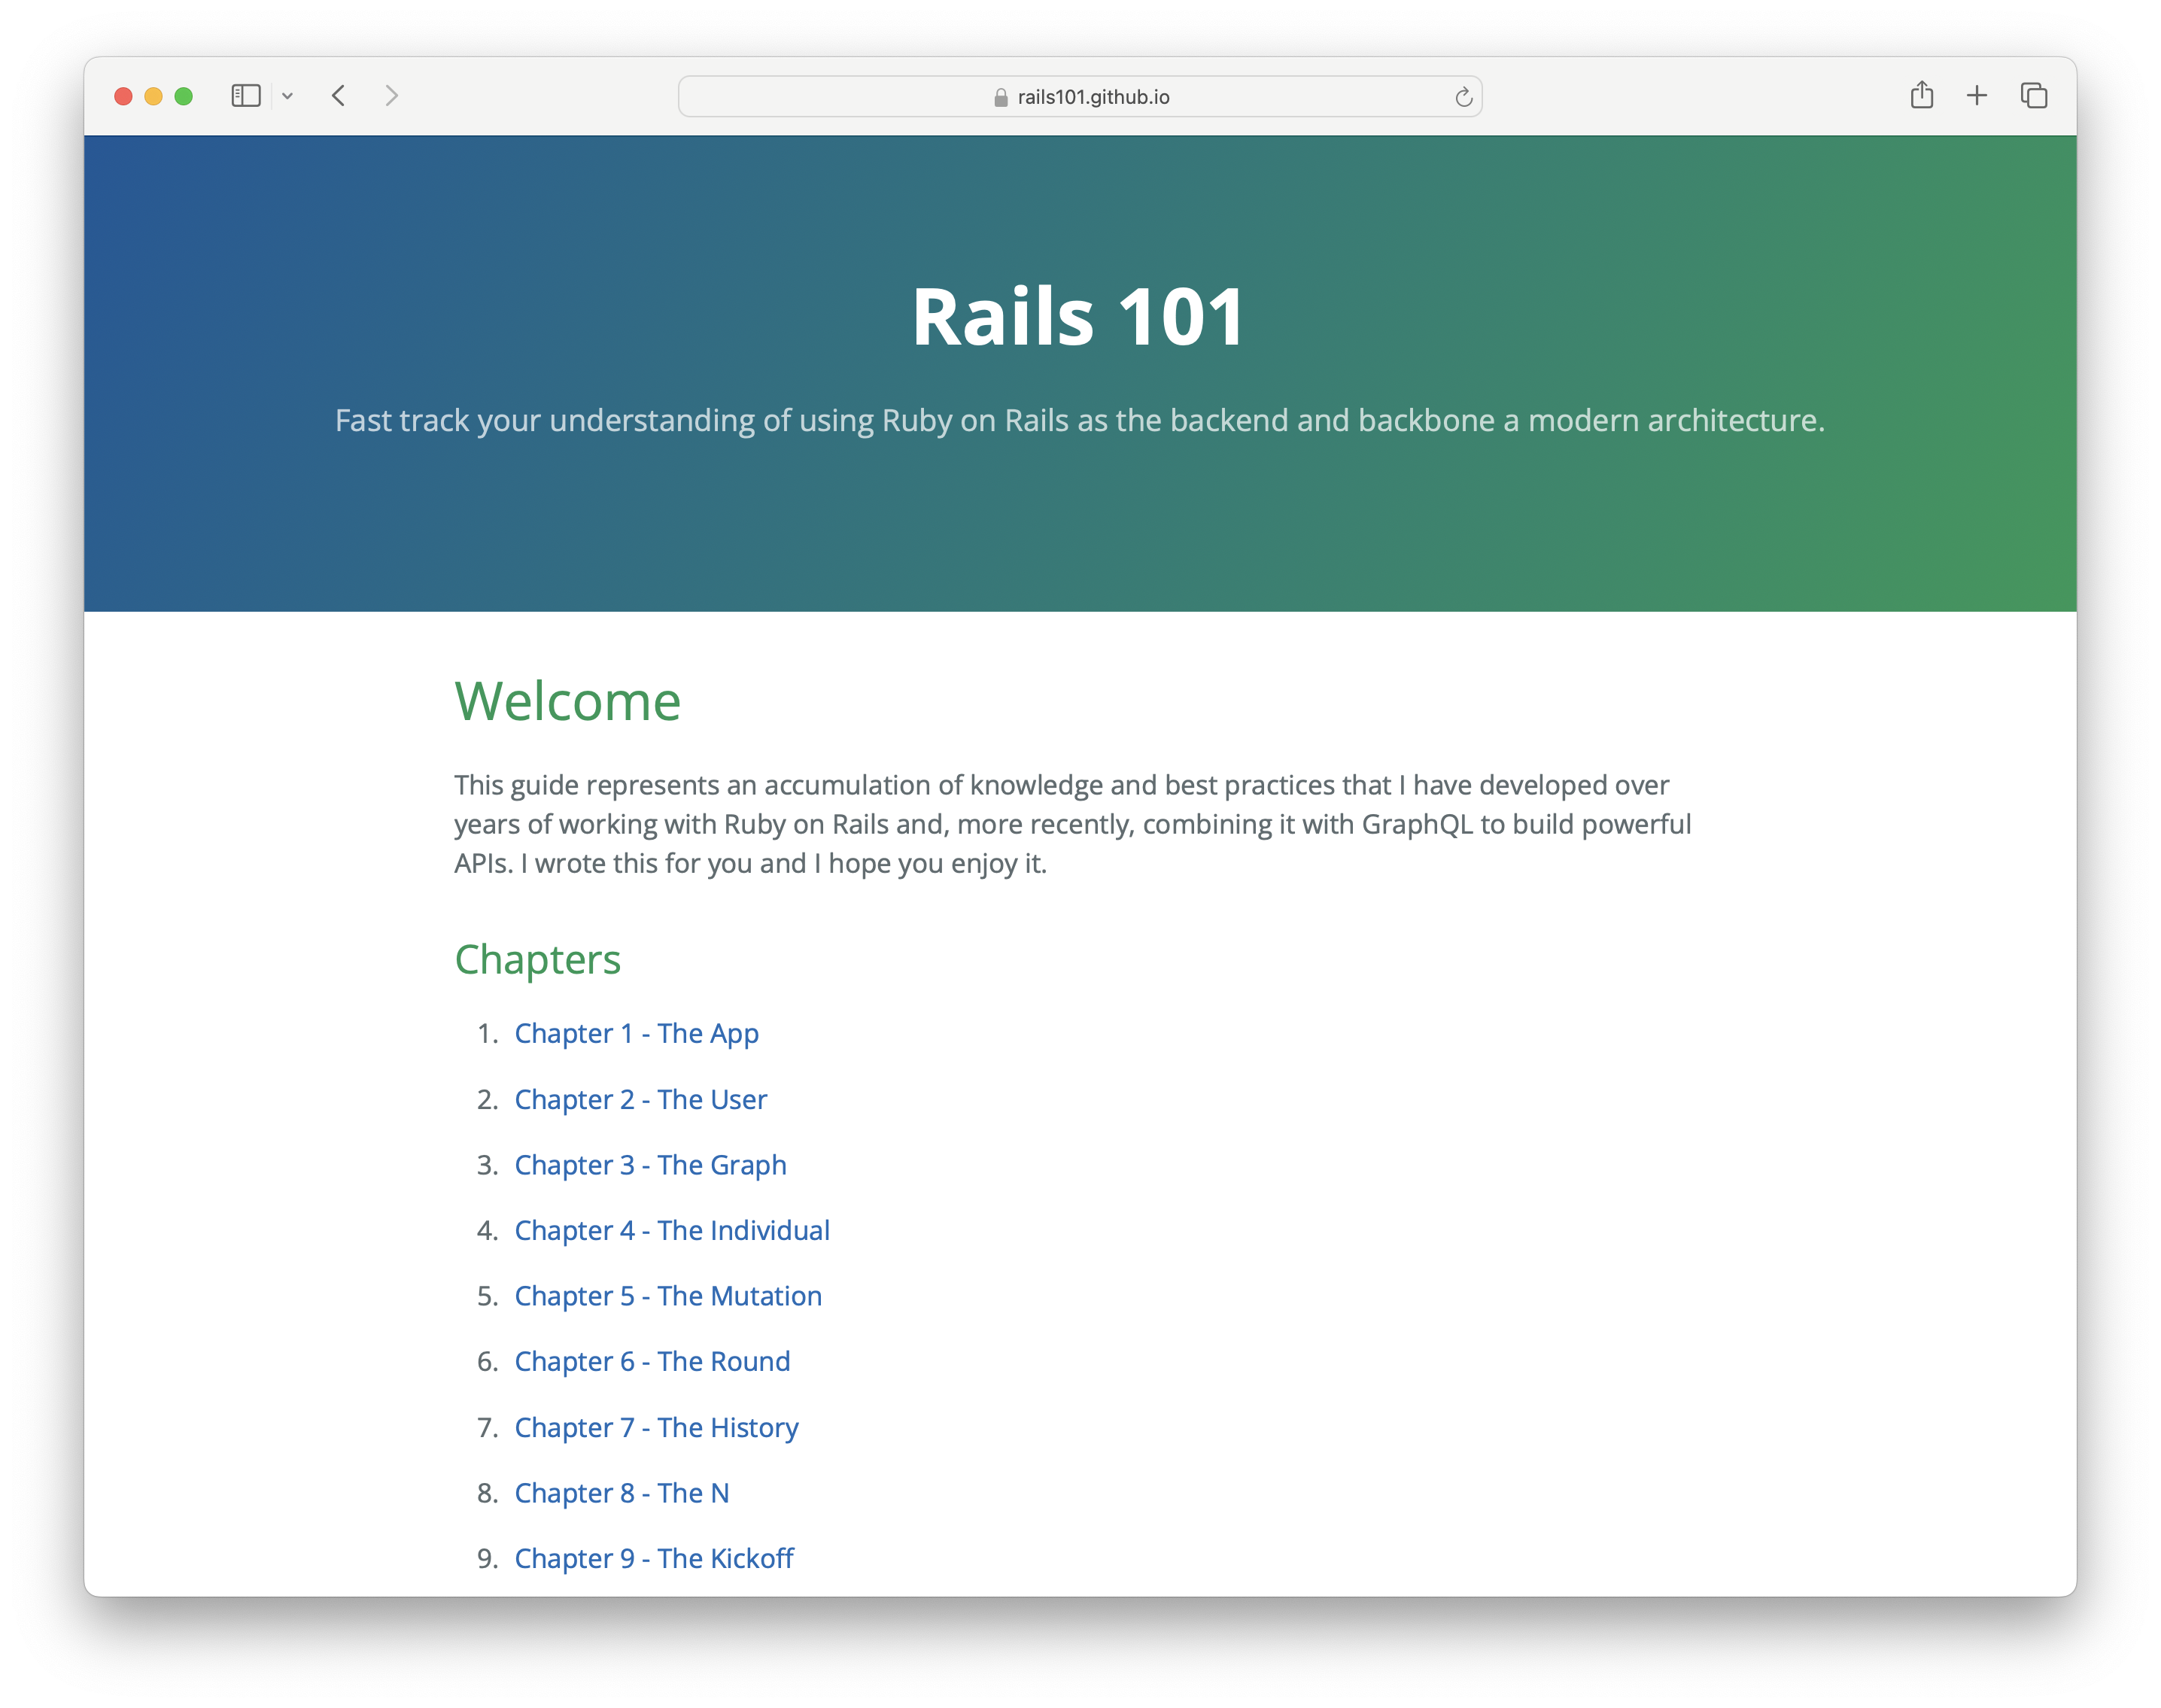 rails101.github.io
Rails 101
Fast track your understanding of using Ruby on Rails as the backend and backbone a modern architecture.
Welcome
This guide represents an accumulation of knowledge and best practices that I have developed over
years of working with Ruby on Rails and, more recently, combining it with GraphQL to build powerful
APIs. I wrote this for you and I hope you enjoy it.
Chapters
1. Chapter 1 - The App
2. Chapter 2 - The User
3. Chapter 3 - The Graph
4. Chapter 4 - The Individual
5. Chapter 5 - The Mutation
6. Chapter 6 - The Round
7. Chapter 7 - The History
8. Chapter 8 - The N
9. Chapter 9 - The Kickoff